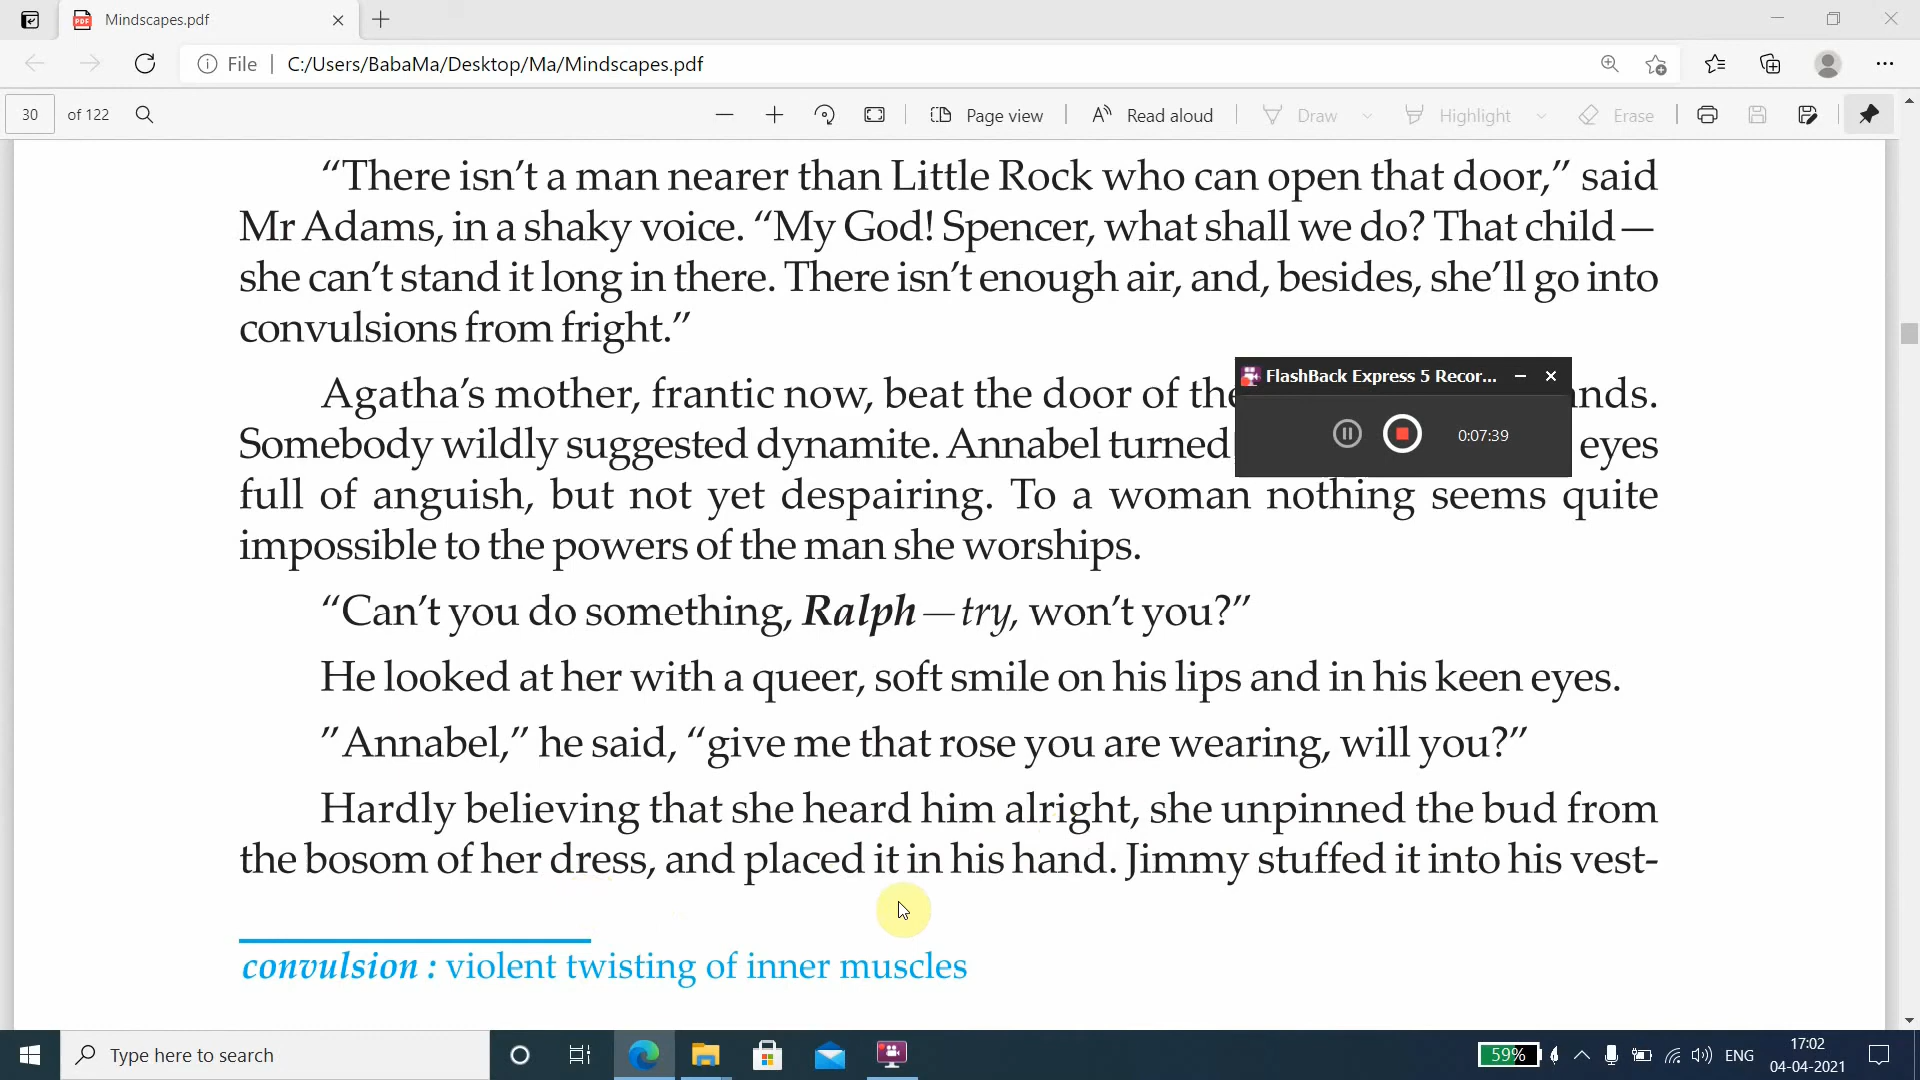 Mindscapes.pdf
File | C:/Users/BabaMa/Desktop/Ma/Mindscapes.pdf
30 of 122 Page view Read aloud Draw Highlight Erase
“There isn’t a man nearer than Little Rock who can open that door,” said
Mr Adams, in a shaky voice. “My God! Spencer, what shall we do? That child—
she can’t stand it long in there. There isn’t enough air, and, besides, she’ll go into
convulsions from fright.”
FlashBack Express 5 Recor...
0:07:39
Agatha’s mother, frantic now, beat the door of the nds.
Somebody wildly suggested dynamite. Annabel turned eyes
full of anguish, but not yet despairing. To a woman nothing seems quite
impossible to the powers of the man she worships.
“Can’t you do something, Ralph—try, won’t you?”
He looked at her with a queer, soft smile on his lips and in his keen eyes.
”Annabel,” he said, “give me that rose you are wearing, will you?”
Hardly believing that she heard him alright, she unpinned the bud from
the bosom of her dress, and placed it in his hand. Jimmy stuffed it into his vest-
convulsion : violent twisting of inner muscles
Type here to search
59% ENG 17:02
04-04-2021